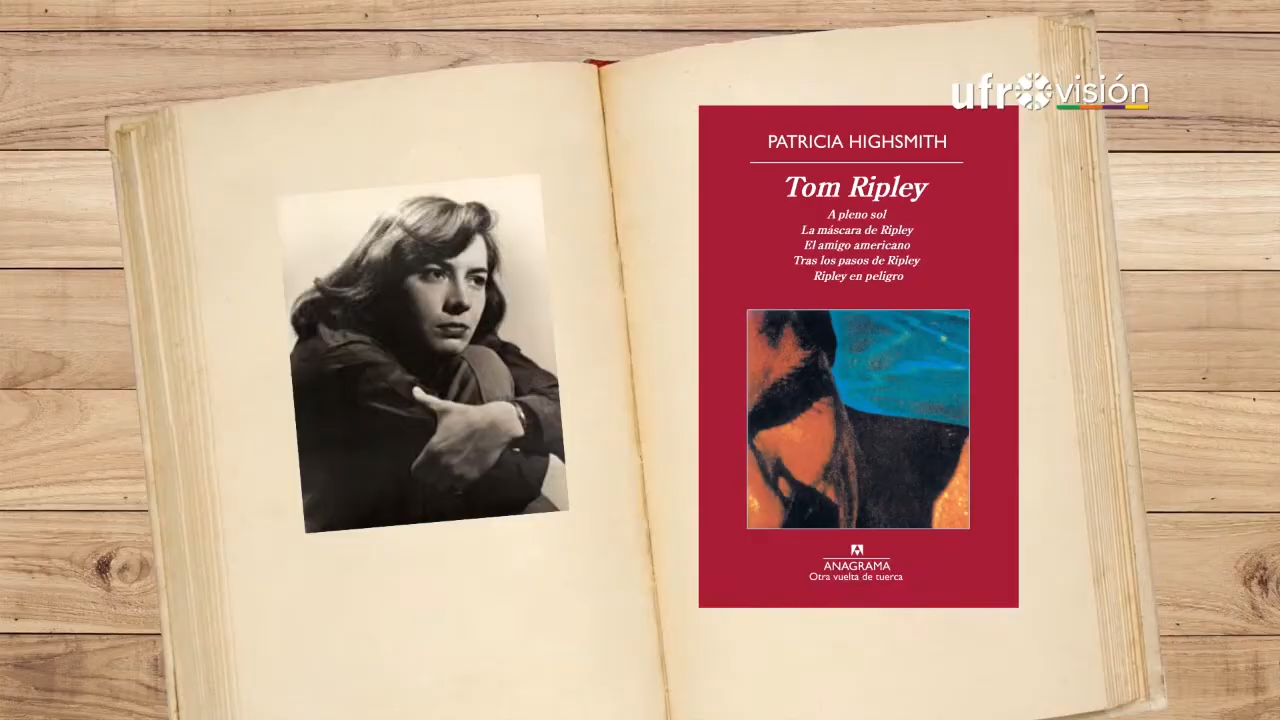 ufrovisión
PATRICIA HIGHSMITH
Tom Ripley
A pleno sol
La máscara de Ripley
El amigo americano
Tras los pasos de Ripley
Ripley en peligro
ANAGRAMA
Otra vuelta de tuerca